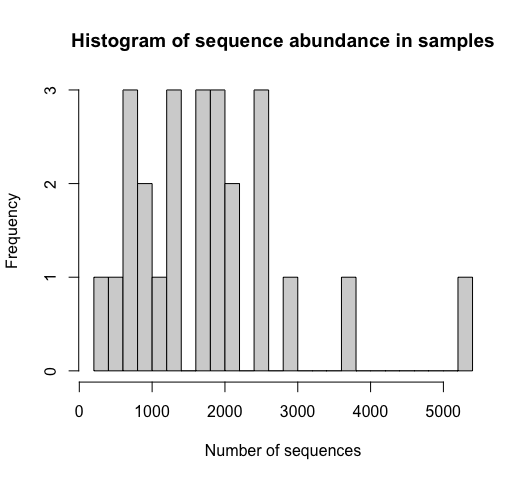 Histogram of sequence abundance in samples
3
2
1
0
Frequency
0 1000 2000 3000 4000 5000
Number of sequences